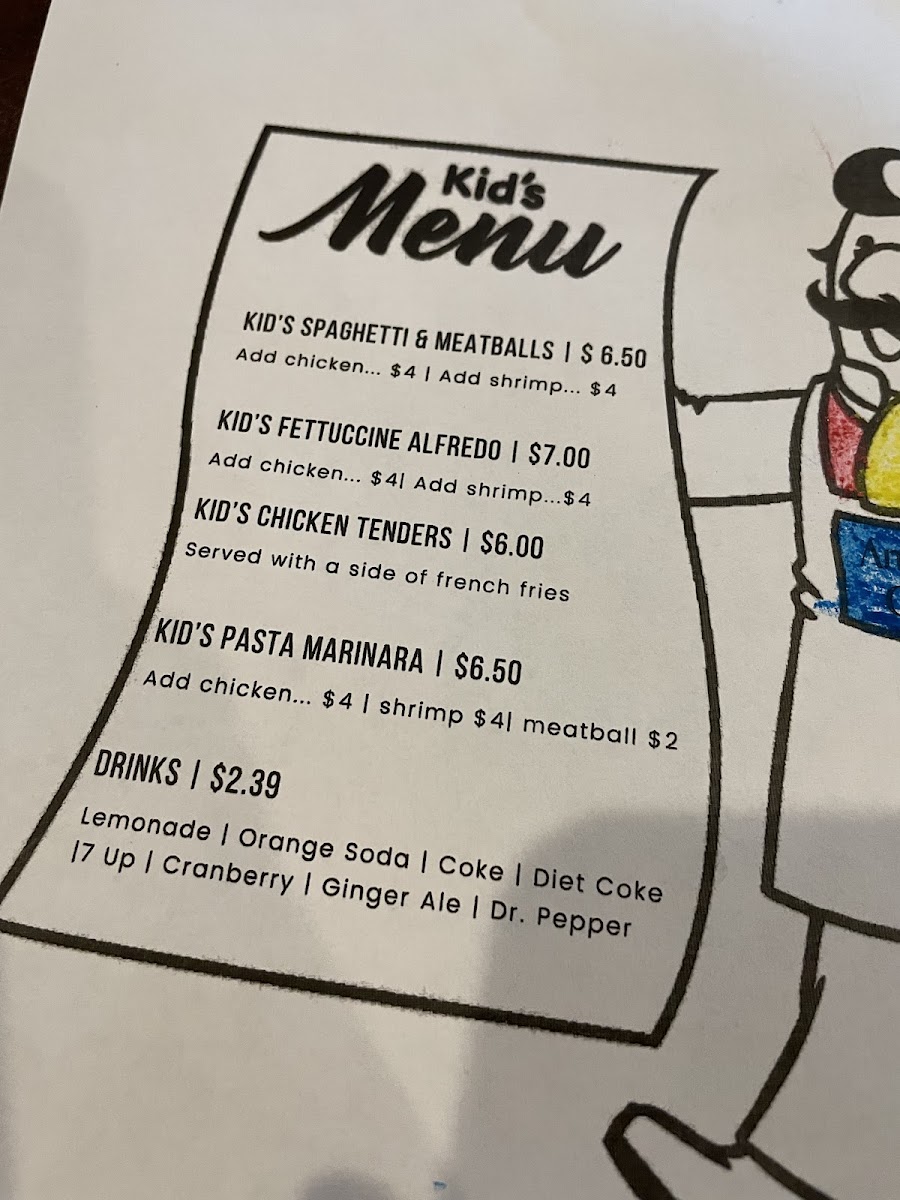 Kid's
Menu
KID'S SPAGHETTI & MEATBALLS | $ 6.50
Add chicken... $4 | Add shrimp... $4
KID'S FETTUCCINE ALFREDO | $7.00
Add chicken... $4| Add shrimp...$4
KID'S CHICKEN TENDERS | $6.00
Served with a side of french fries
KID'S PASTA MARINARA | $6.50
Add chicken... $4 | shrimp $4| meatball $2
DRINKS | $2.39
Lemonade | Orange Soda | Coke | Diet Coke
|7 Up | Cranberry | Ginger Ale | Dr. Pepper